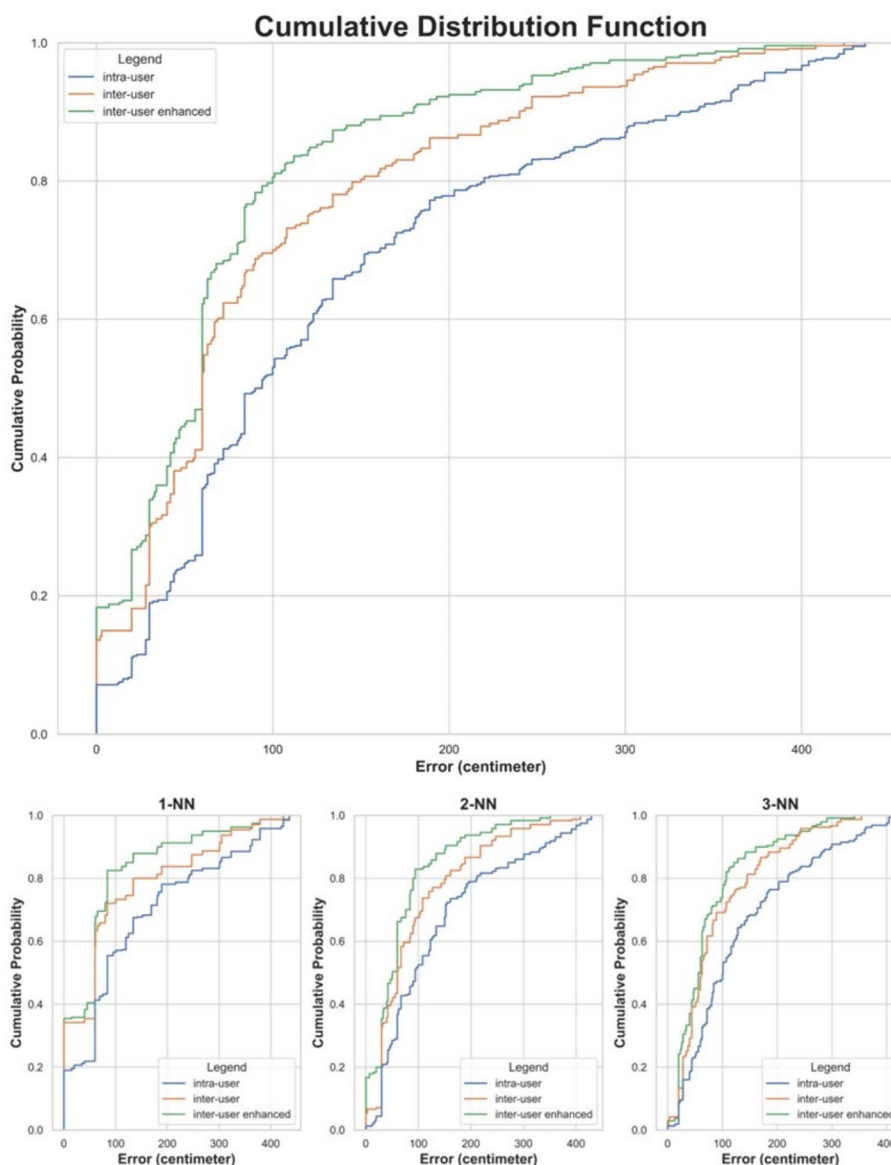 Cumulative Distribution Function
1.0
0.8
0.6
0.4
0.2
0.0
Cumulative Probability
Legend
intra-user
inter-user
inter-user enhanced
0
100
200
300
400
Error (centimeter)
1-NN
1.0
0.8
0.6
0.4
0.2
0.0
Cumulative Probability
Legend
intra-user
inter-user
inter-user enhanced
0
100
200
300
400
Error (centimeter)
2-NN
1.0
0.8
0.6
0.4
0.2
0.0
Cumulative Probability
Legend
intra-user
inter-user
inter-user enhanced
0
100
200
300
400
Error (centimeter)
3-NN
1.0
0.8
0.6
0.4
0.2
0.0
Cumulative Probability
Legend
intra-user
inter-user
inter-user enhanced
0
100
200
300
400
Error (centimeter)